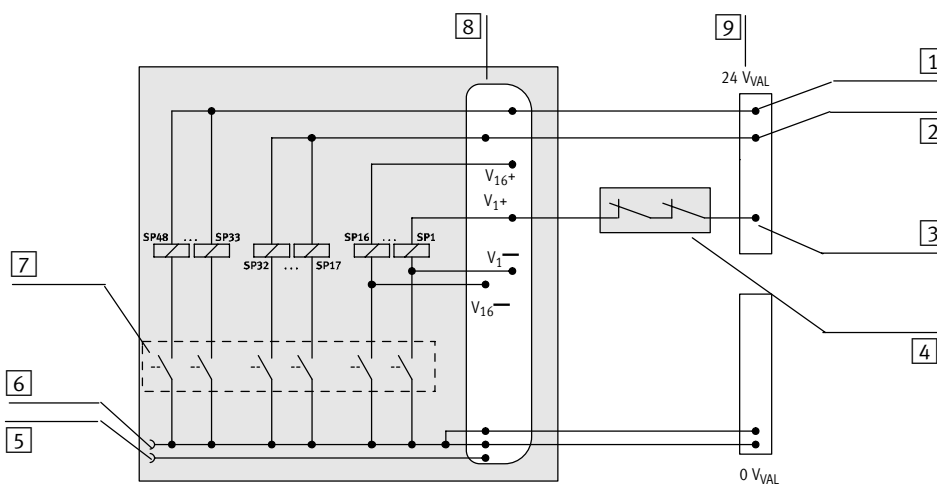 8
9
24 VVAL
1
2
V16+
V1+
SP48 ... SP33
SP16 ... SP1
SP32 ... SP17
3
V1–
7
V16–
4
6
5
0 VVAL